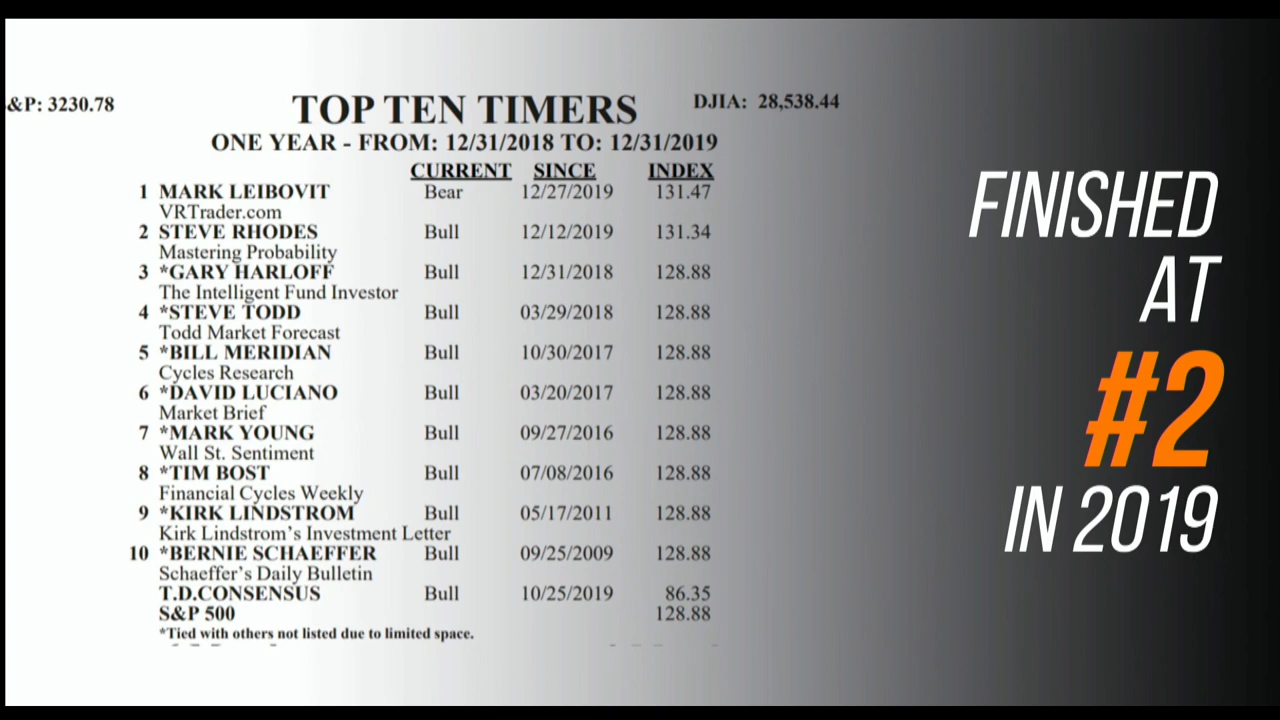 &P: 3230.78
TOP TEN TIMERS
DJIA: 28,538.44
ONE YEAR - FROM: 12/31/2018 TO: 12/31/2019
CURRENT SINCE INDEX
1 MARK LEIBOVIT Bear 12/27/2019 131.47
VRTrader.com
2 STEVE RHODES Bull 12/12/2019 131.34
Mastering Probability
3 *GARY HARLOFF Bull 12/31/2018 128.88
The Intelligent Fund Investor
4 *STEVE TODD Bull 03/29/2018 128.88
Todd Market Forecast
5 *BILL MERIDIAN Bull 10/30/2017 128.88
Cycles Research
6 *DAVID LUCIANO Bull 03/20/2017 128.88
Market Brief
7 *MARK YOUNG Bull 09/27/2016 128.88
Wall St. Sentiment
8 *TIM BOST Bull 07/08/2016 128.88
Financial Cycles Weekly
9 *KIRK LINDSTROM Bull 05/17/2011 128.88
Kirk Lindstrom's Investment Letter
10 *BERNIE SCHAEFFER Bull 09/25/2009 128.88
Schaeffer's Daily Bulletin
T.D.CONSENSUS Bull 10/25/2019 86.35
S&P 500 128.88
*Tied with others not listed due to limited space.
FINISHED
AT
#2
IN 2019